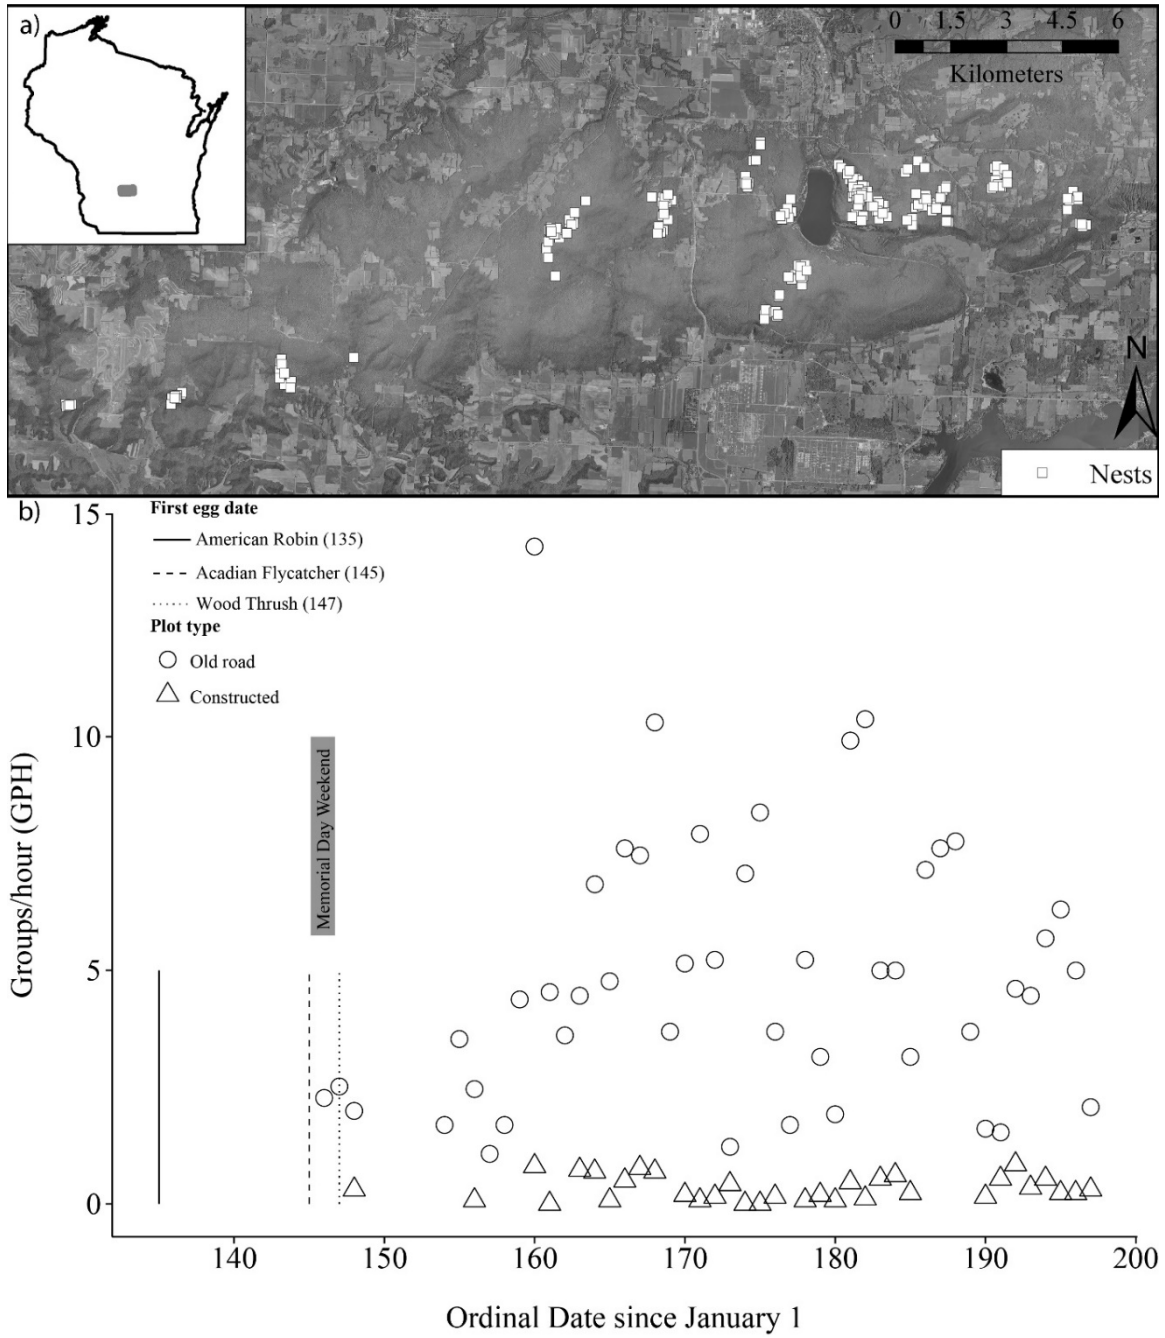 a)
0 1.5 3 4.5 6
Kilometers
N
Nests
b)
First egg date
American Robin (135)
Acadian Flycatcher (145)
Wood Thrush (147)
Plot type
Old road
Constructed
Memorial Day Weekend
Groups/hour (GPH)
15
10
5
0
140 150 160 170 180 190 200
Ordinal Date since January 1